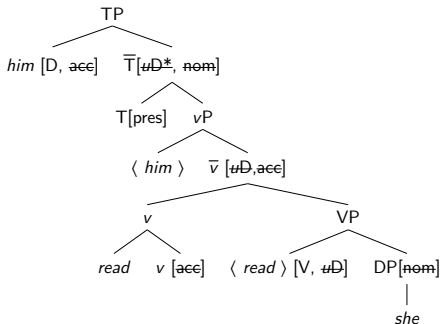 TP
him [D, acc] T[uD*, nom]
T[pres] vP
⟨ him ⟩ v [uD,acc]
v VP
read v [acc] ⟨ read ⟩ [V, uD] DP[nom]
she